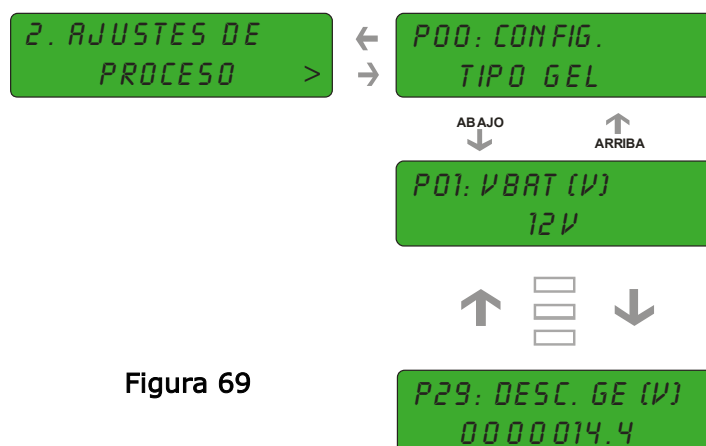 2. AJUSTES DE
PROCESO >
P00: CONFIG.
TIPO GEL
ABAJO
ARRIBA
P01: VBAT (V)
12V
Figura 69
P29: DESC. GE (V)
0000014.4